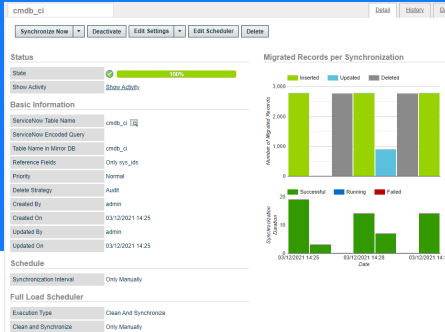 cmdb_ci
Detail
History
Synchronize Now
Deactivate
Edit Settings
Edit Scheduler
Delete
Status
State
100%
Show Activity
Show Activity
Basic Information
ServiceNow Table Name
cmdb_ci
ServiceNow Encoded Query
Table Name in Mirror DB
cmdb_ci
Reference Fields
Only sys_ids
Priority
Normal
Delete Strategy
Audit
Created By
admin
Created On
03/12/2021 14:25
Updated By
admin
Updated On
03/12/2021 14:25
Schedule
Synchronization Interval
Only Manually
Full Load Scheduler
Execution Type
Clean And Synchronize
Clean and Synchronize
Only Manually
Migrated Records per Synchronization
Inserted
Updated
Deleted
Number of Migrated Records
3,000
2,000
1,000
0
Successful
Running
Failed
Synchronization
Duration
20
0
03/12/2021 14:25
03/12/2021 14:28
03/12/2021 14:3
Date